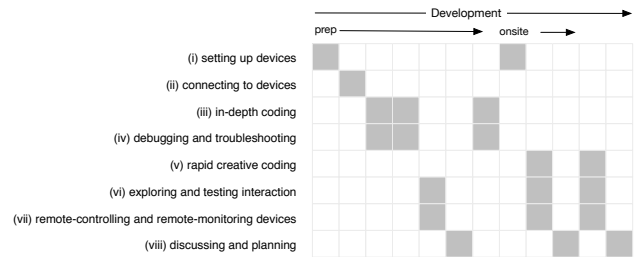 Development
prep onsite
(i) setting up devices
(ii) connecting to devices
(iii) in-depth coding
(iv) debugging and troubleshooting
(v) rapid creative coding
(vi) exploring and testing interaction
(vii) remote-controlling and remote-monitoring devices
(viii) discussing and planning